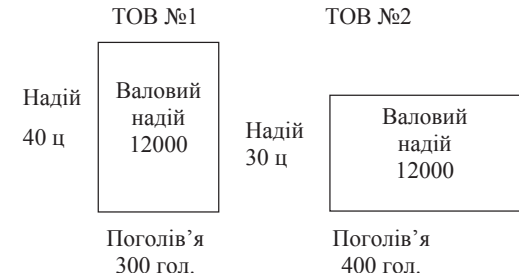 ТОВ №1
ТОВ №2
Надій
40 ц
Валовий
надій
12000
Поголів’я
300 гол.
Надій
30 ц
Валовий
надій
12000
Поголів’я
400 гол.